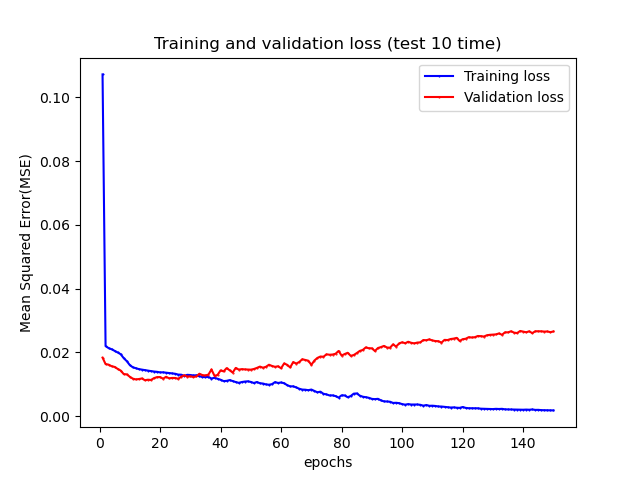 Training and validation loss (test 10 time)
Training loss
Validation loss
Mean Squared Error(MSE)
0.10
0.08
0.06
0.04
0.02
0.00
0 20 40 60 80 100 120 140
epochs